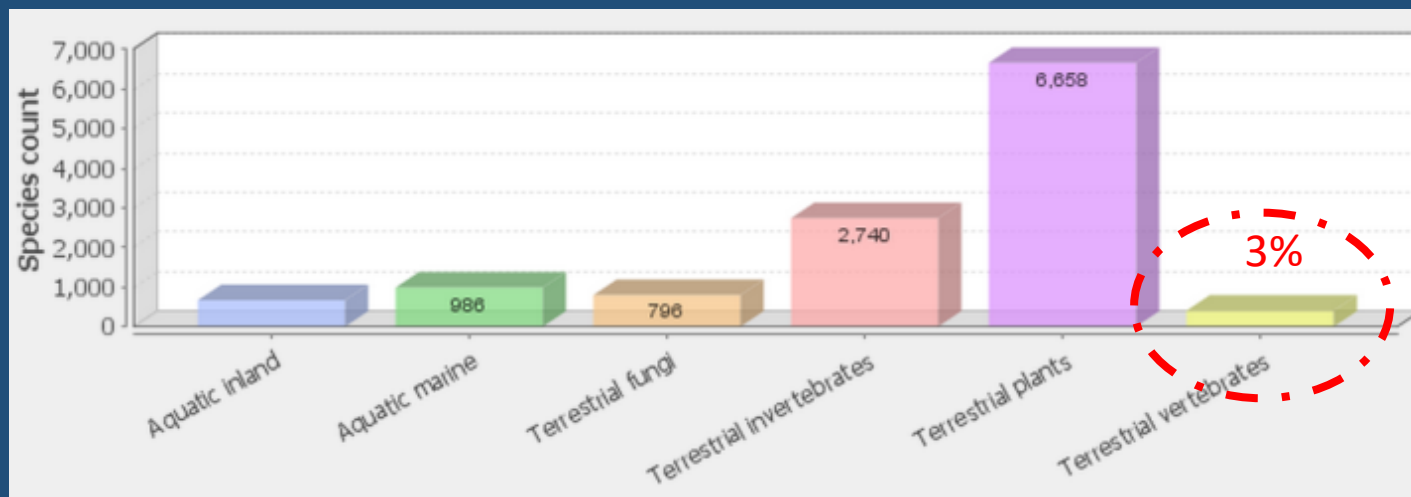 Species count
7,000
6,000
5,000
4,000
3,000
2,000
1,000
0
986
796
2,740
6,658
3%
Aquatic inland
Aquatic marine
Terrestrial fungi
Terrestrial invertebrates
Terrestrial plants
Terrestrial vertebrates